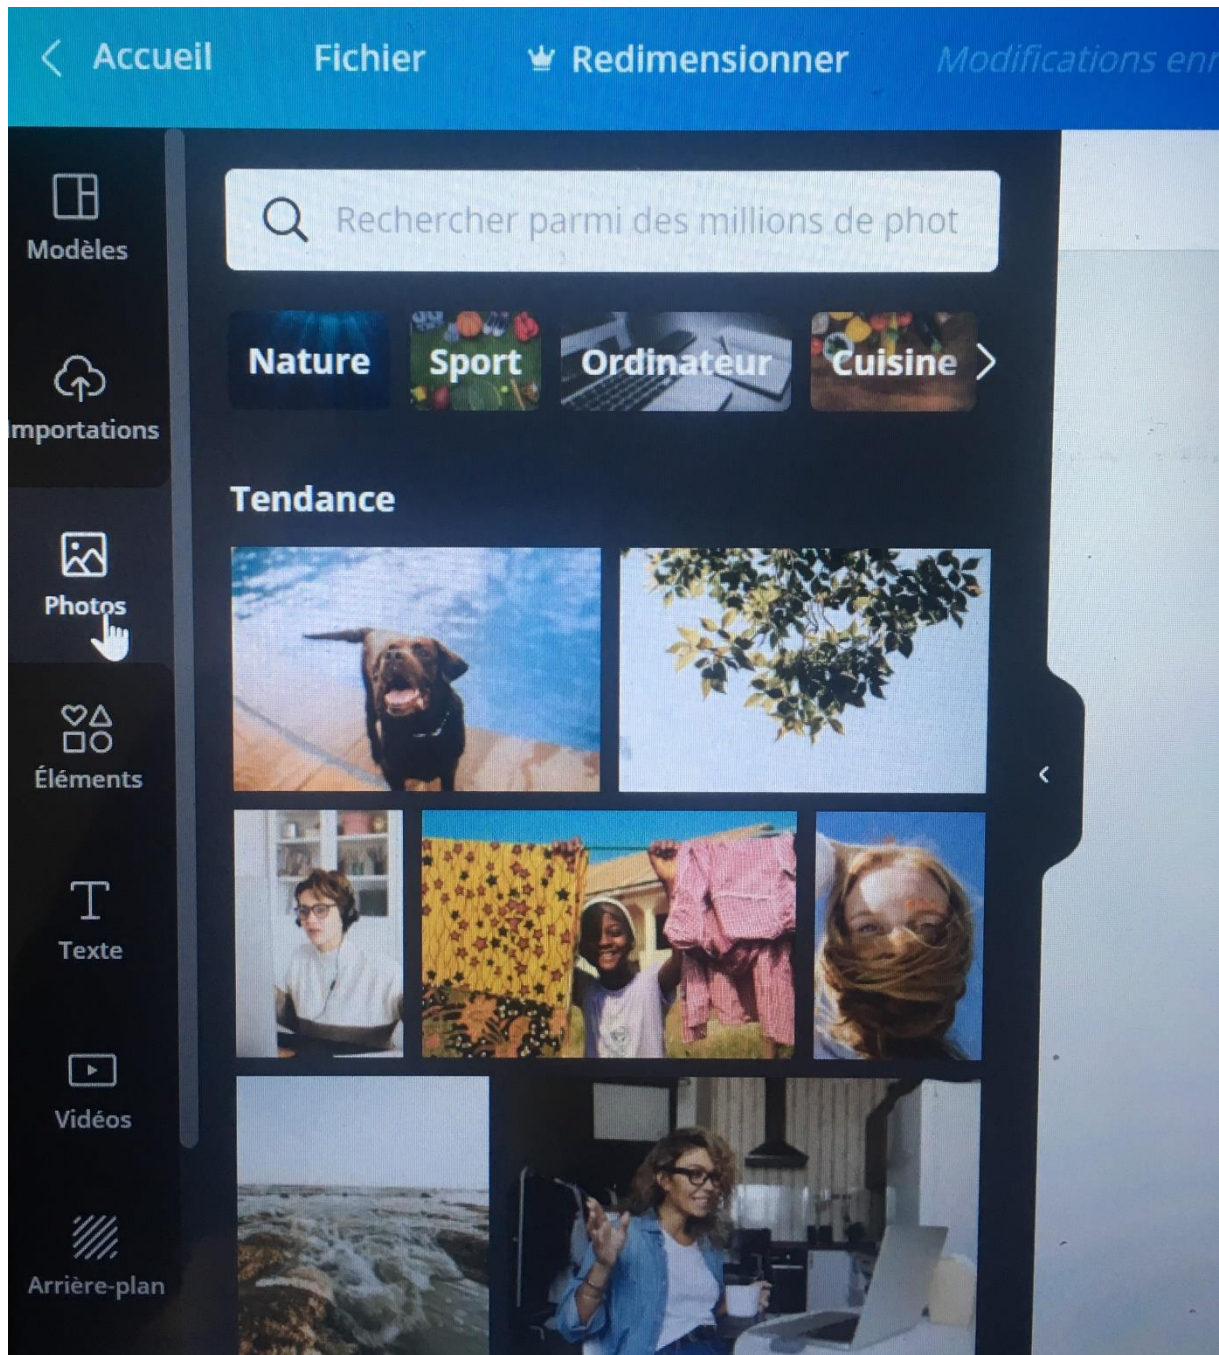 Accueil Fichier Redimensionner Modifications enr
Modèles
Rechercher parmi des millions de phot
Nature Sport Ordinateur Cuisine
Importations
Tendance
Photos
Éléments
Texte
Vidéos
Arrière-plan